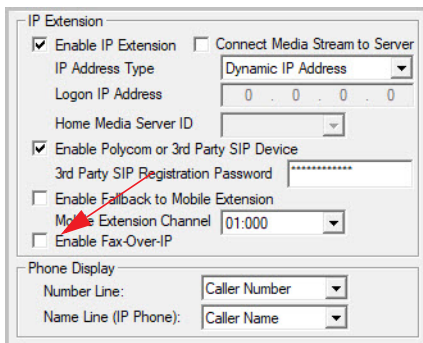 IP Extension
Enable IP Extension Connect Media Stream to Server
IP Address Type Dynamic IP Address
Logon IP Address 0 . 0 . 0 . 0
Home Media Server ID
Enable Polycom or 3rd Party SIP Device
3rd Party SIP Registration Password ************
Enable Fallback to Mobile Extension
Mobile Extension Channel 01:000
Enable Fax-Over-IP
Phone Display
Number Line: Caller Number
Name Line (IP Phone): Caller Name